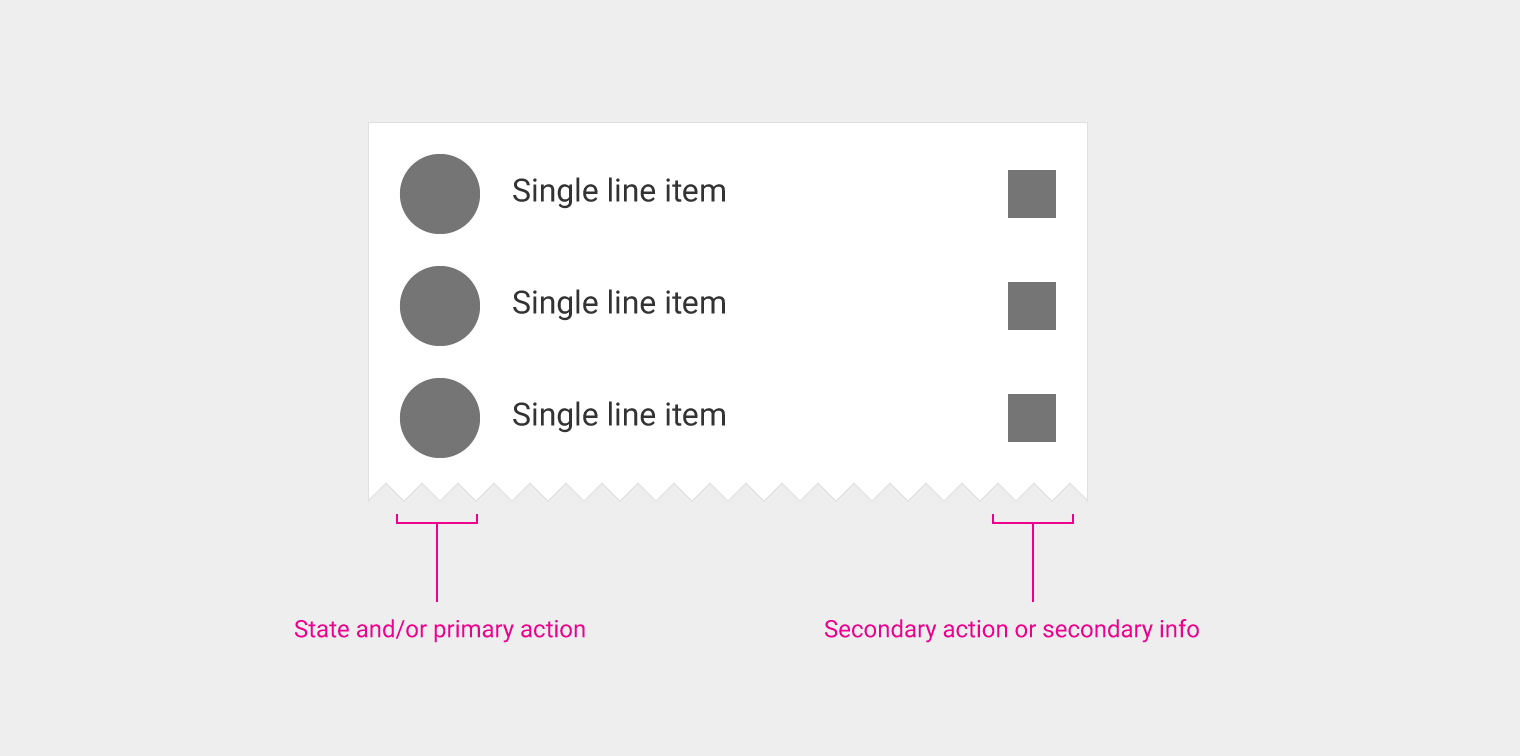 Single line item
Single line item
Single line item
State and/or primary action
Secondary action or secondary info